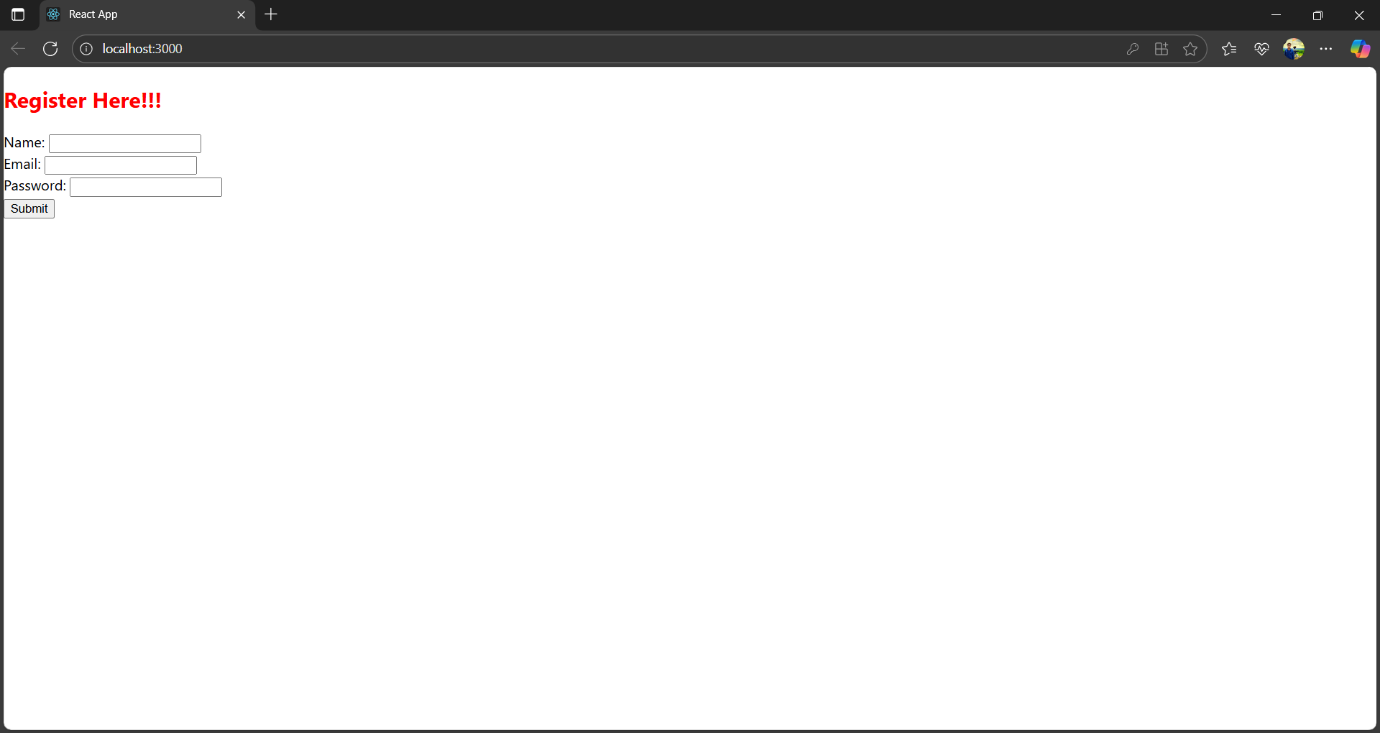 React App
localhost:3000
Register Here!!!
Name:
Email:
Password:
Submit